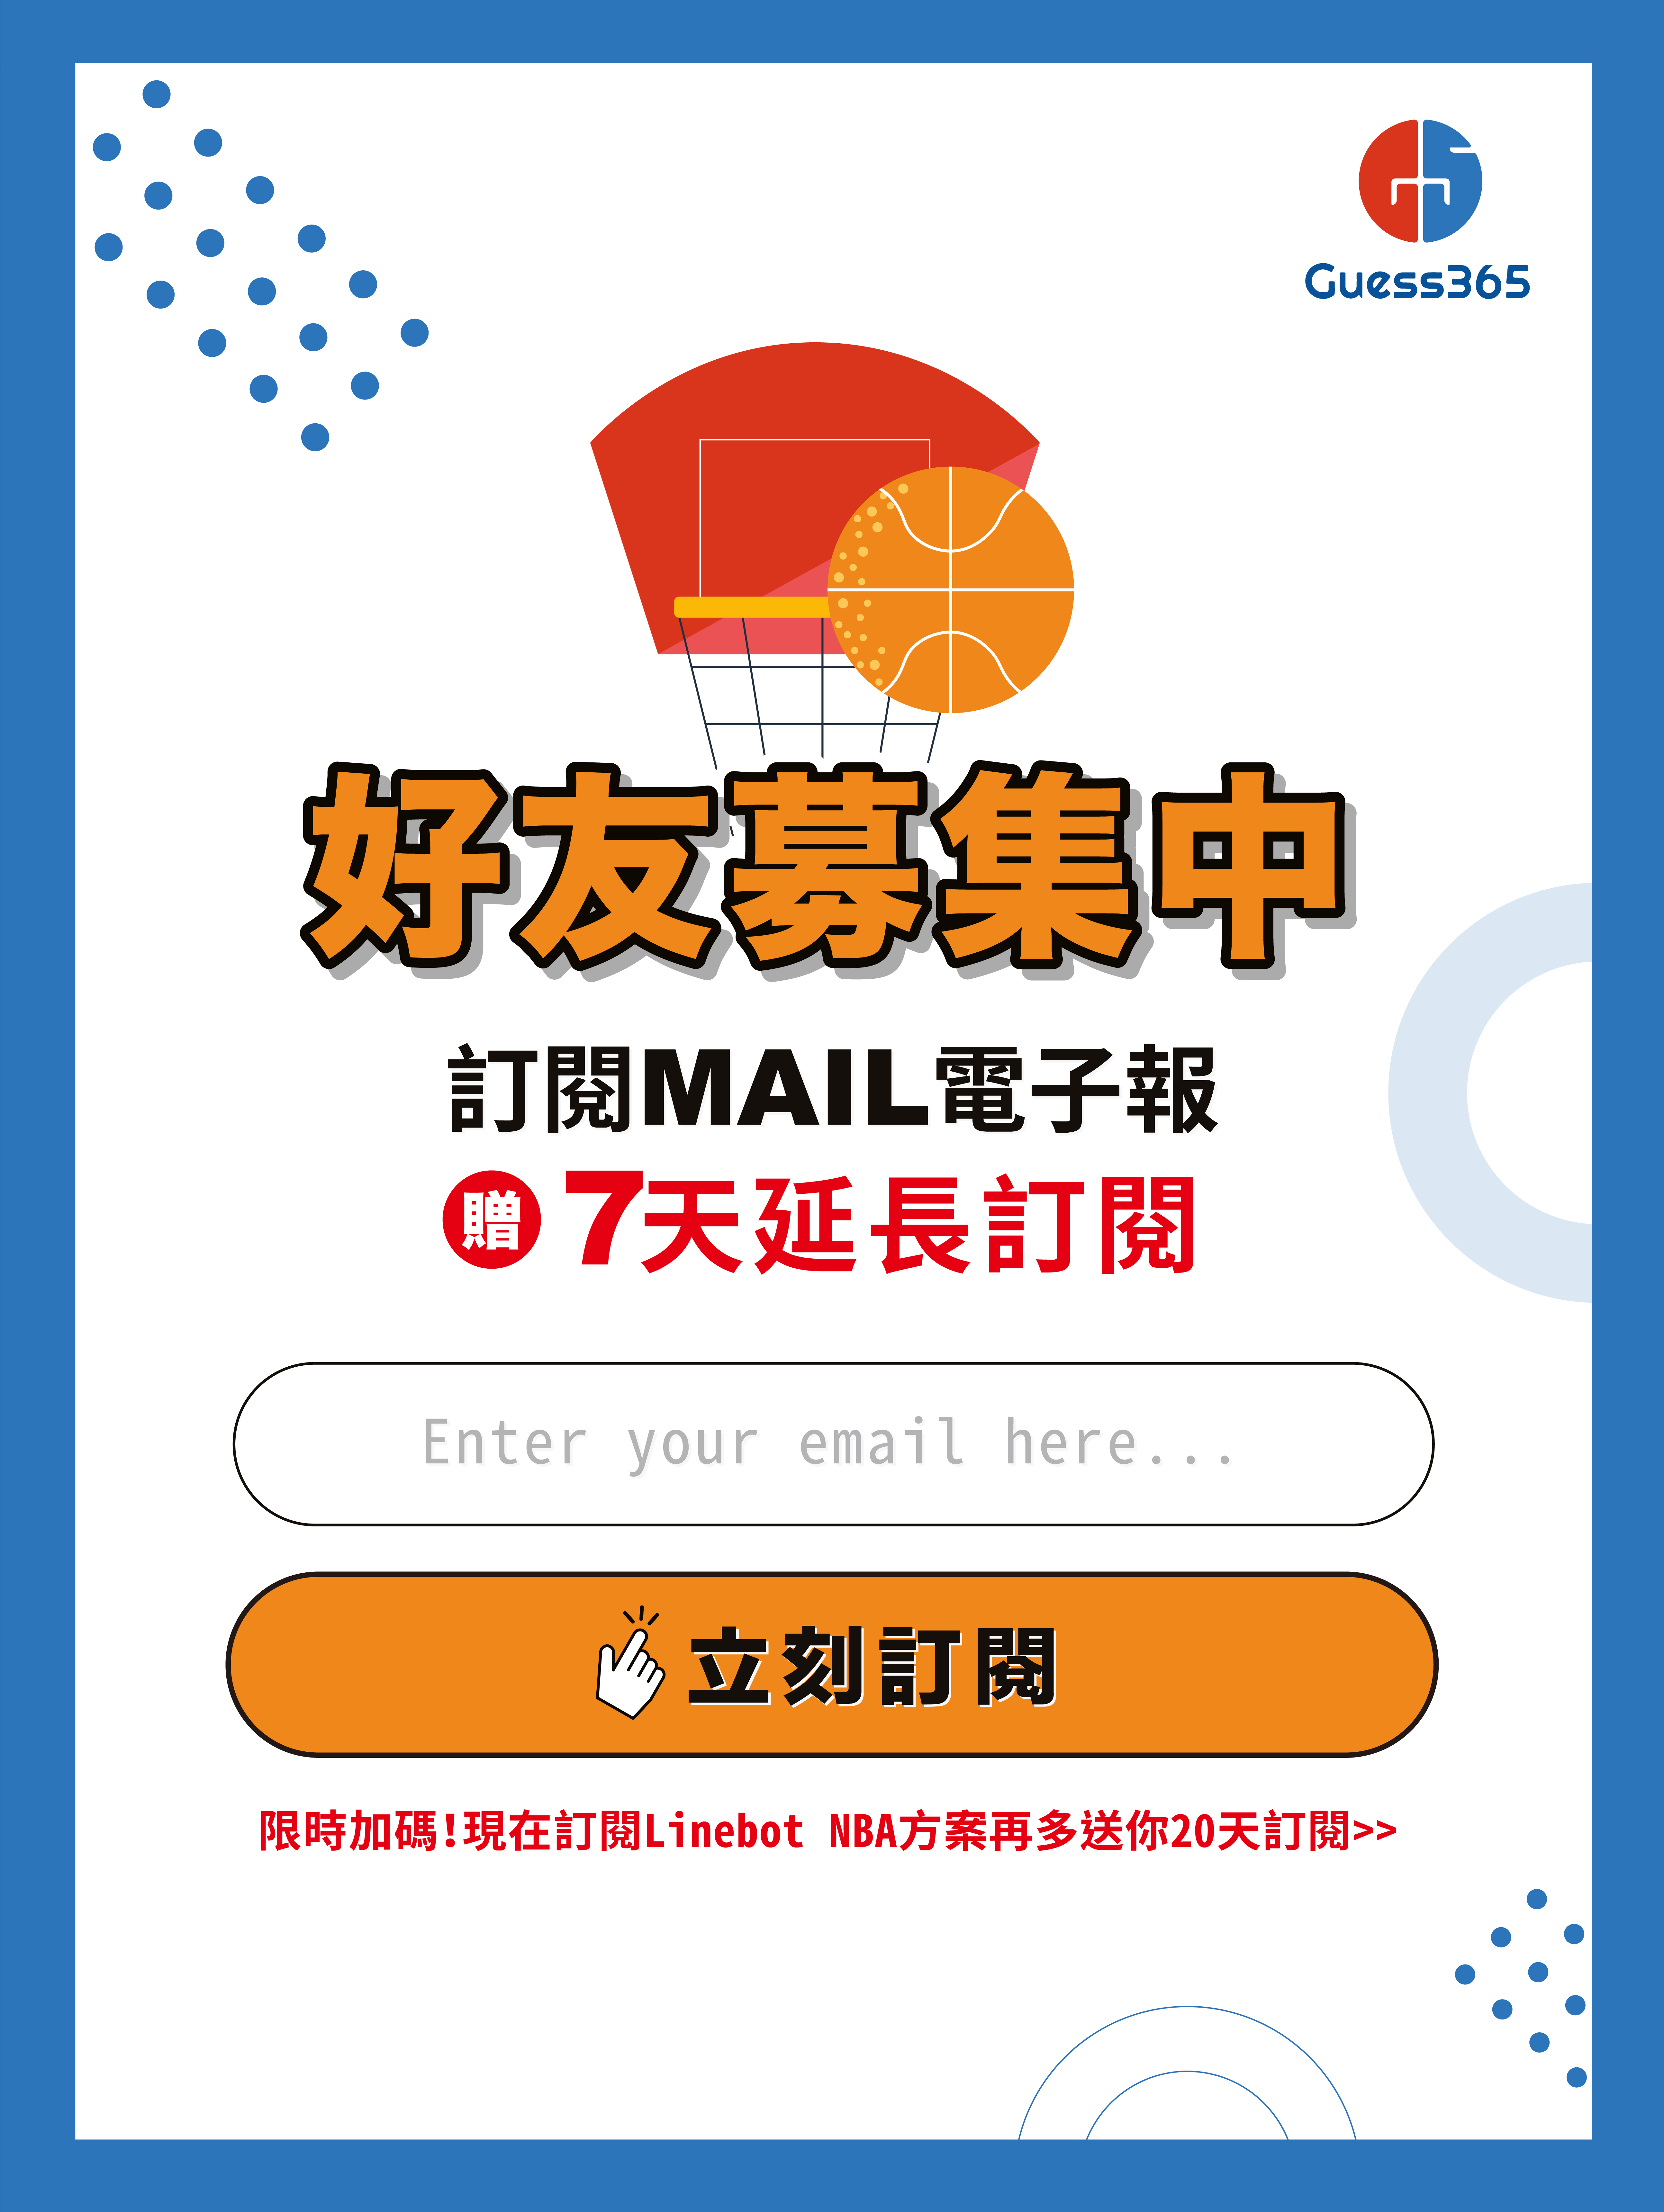 Guess365
好友募集中
訂閱MAIL電子報
贈 7天延長訂閱
Enter your email here...
立刻訂閱
限時加碼!現在訂閱Linebot NBA方案再多送你20天訂閱>>